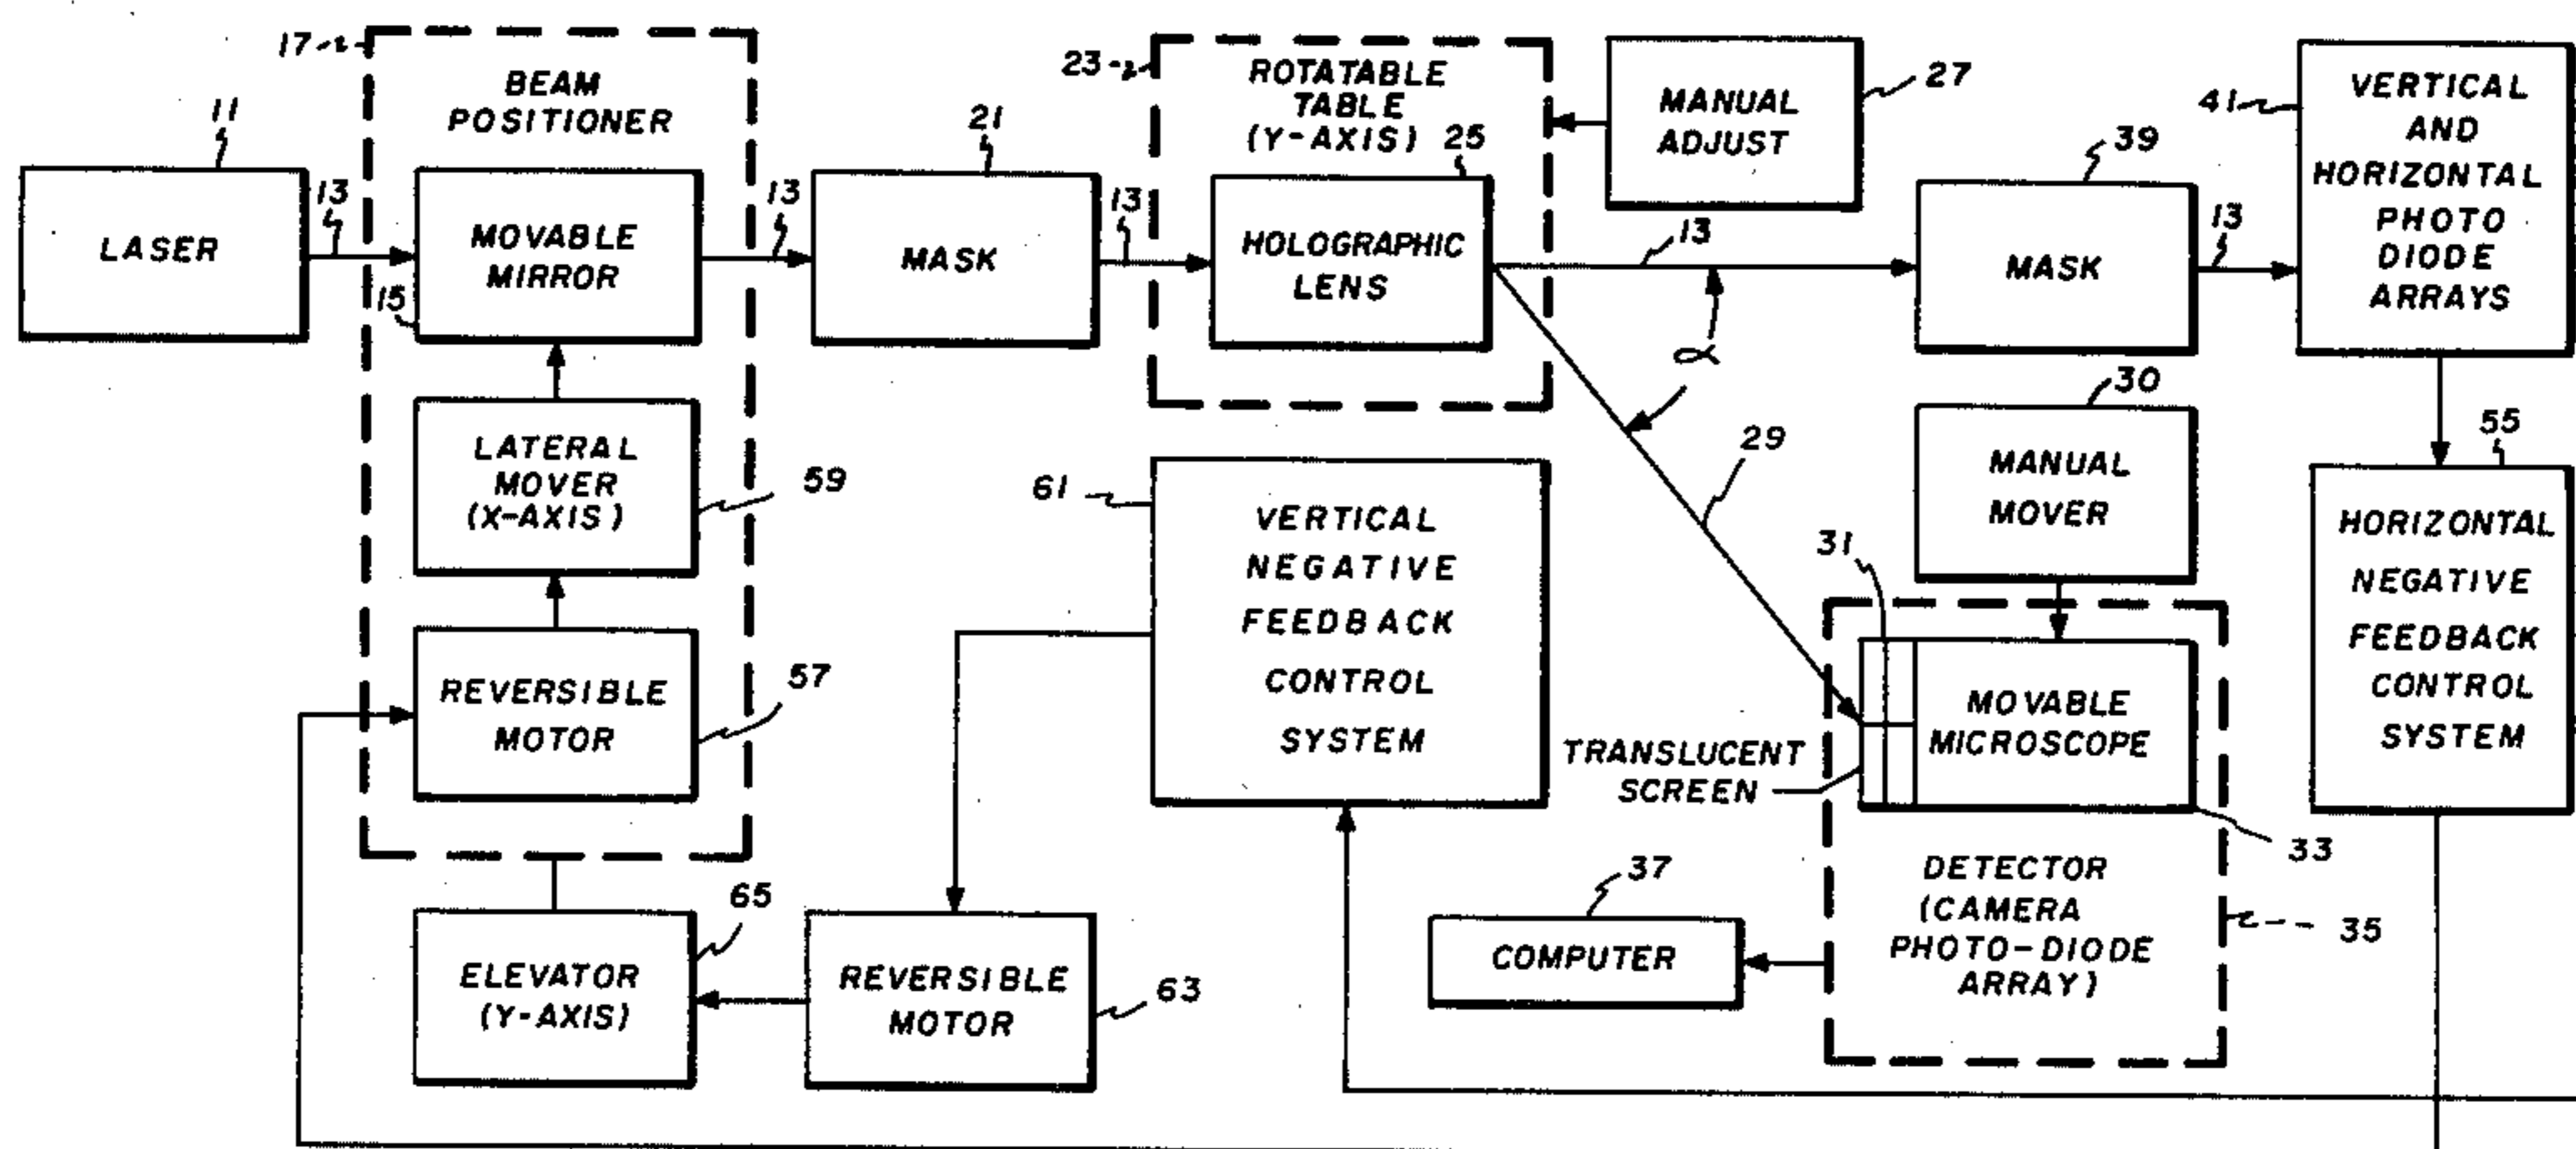 17
BEAM
POSITIONER
11
LASER
13
MOVABLE
MIRROR
15
13
21
MASK
13
23
ROTATABLE
TABLE
(Y-AXIS)
25
HOLOGRAPHIC
LENS
MANUAL
ADJUST
27
13
α
39
MASK
13
41
VERTICAL
AND
HORIZONTAL
PHOTO
DIODE
ARRAYS
LATERAL
MOVER
(X-AXIS)
59
REVERSIBLE
MOTOR
57
61
VERTICAL
NEGATIVE
FEEDBACK
CONTROL
SYSTEM
29
30
MANUAL
MOVER
31
MOVABLE
MICROSCOPE
TRANSLUCENT
SCREEN
33
DETECTOR
(CAMERA
PHOTO-DIODE
ARRAY)
35
55
HORIZONTAL
NEGATIVE
FEEDBACK
CONTROL
SYSTEM
65
ELEVATOR
(Y-AXIS)
REVERSIBLE
MOTOR
63
37
COMPUTER